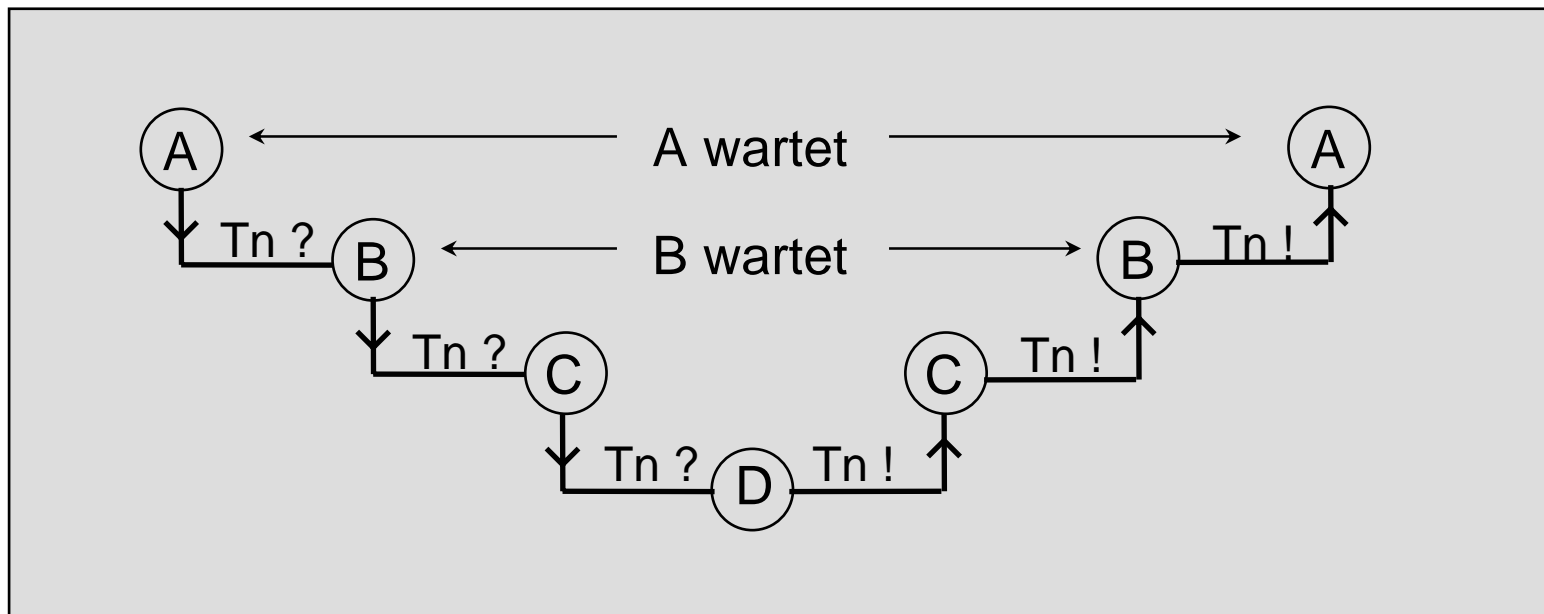 A A wartet A
Tn ? B B wartet B Tn !
Tn ? C C Tn !
Tn ? D Tn !